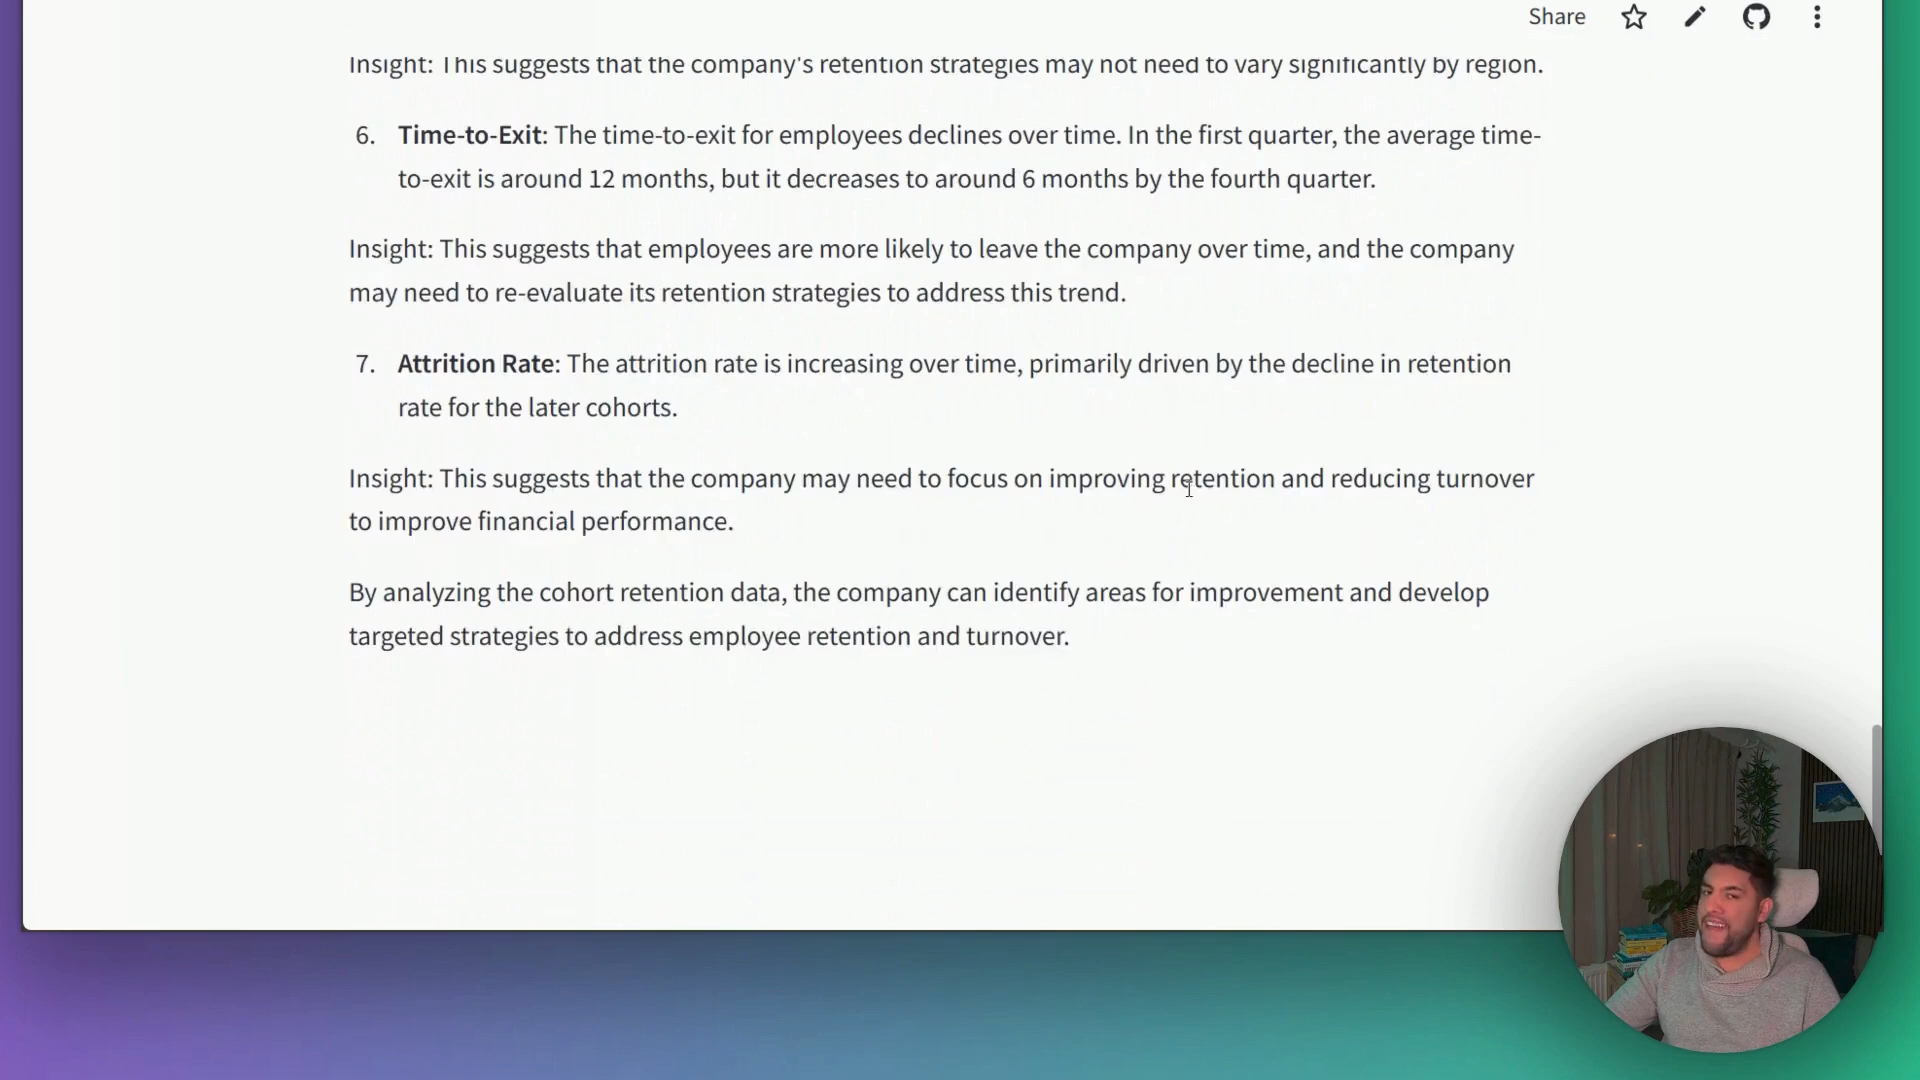 Share
Insight: This suggests that the company's retention strategies may not need to vary significantly by region.
6. Time-to-Exit: The time-to-exit for employees declines over time. In the first quarter, the average time-
to-exit is around 12 months, but it decreases to around 6 months by the fourth quarter.
Insight: This suggests that employees are more likely to leave the company over time, and the company
may need to re-evaluate its retention strategies to address this trend.
7. Attrition Rate: The attrition rate is increasing over time, primarily driven by the decline in retention
rate for the later cohorts.
Insight: This suggests that the company may need to focus on improving retention and reducing turnover
to improve financial performance.
By analyzing the cohort retention data, the company can identify areas for improvement and develop
targeted strategies to address employee retention and turnover.